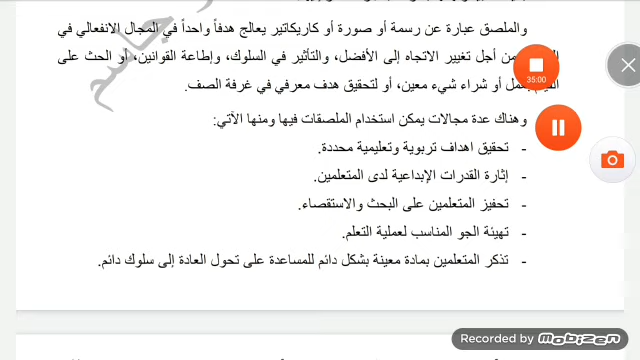 والملصق عبارة عن رسمة أو صورة أو كاريكاتير يعالج هدفاً واحداً في المجال الانفعالي في
من أجل تغيير الاتجاه إلى الأفضل، والتأثير في السلوك، وإطاعة القوانين، أو الحث على
أو شراء شيء معين، أو لتحقيق هدف معرفي في غرفة الصف.
35:00
وهناك عدة مجالات يمكن استخدام الملصقات فيها ومنها الآتي:
- تحقيق اهداف تربوية وتعليمية محددة.
- إثارة القدرات الإبداعية لدى المتعلمين.
- تحفيز المتعلمين على البحث والاستقصاء.
- تهيئة الجو المناسب لعملية التعلم.
- تذكر المتعلمين بمادة معينة بشكل دائم للمساعدة على تحول العادة إلى سلوك دائم.
Recorded by MOBIZEN